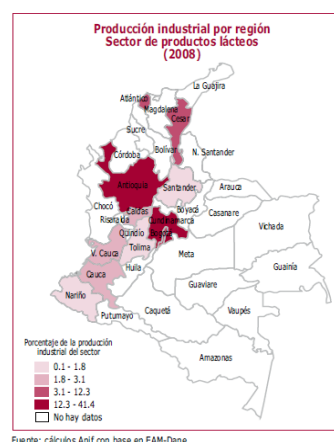 Producción industrial por región
Sector de productos lácteos
(2008)
La Guajira
Atlántico
Magdalena
Cesar
Sucre
Bolívar
Córdoba
N. Santander
Antioquia
Santander
Arauca
Chocó
Caldas
Boyacá
Casanare
Risaralda
Cundinamarca
Vichada
Quindío
Bogotá
Tolima
V. Cauca
Meta
Guainía
Cauca
Huila
Guaviare
Nariño
Vaupés
Putumayo
Caquetá
Amazonas
Porcentaje de la producción
industrial del sector
0.1 - 1.8
1.8 - 3.1
3.1 - 12.3
12.3 - 41.4
No hay datos
Fuente: cálculos Anif con base en EAM-Dane